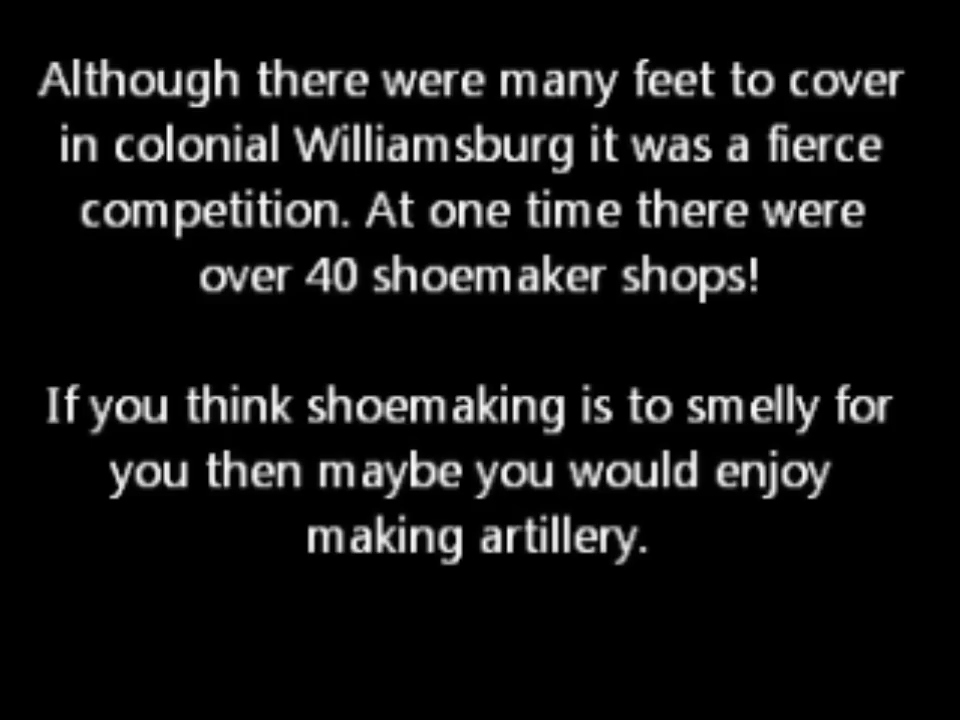 Although there were many feet to cover
in colonial Williamsburg it was a fierce
competition. At one time there were
over 40 shoemaker shops!
If you think shoemaking is to smelly for
you then maybe you would enjoy
making artillery.